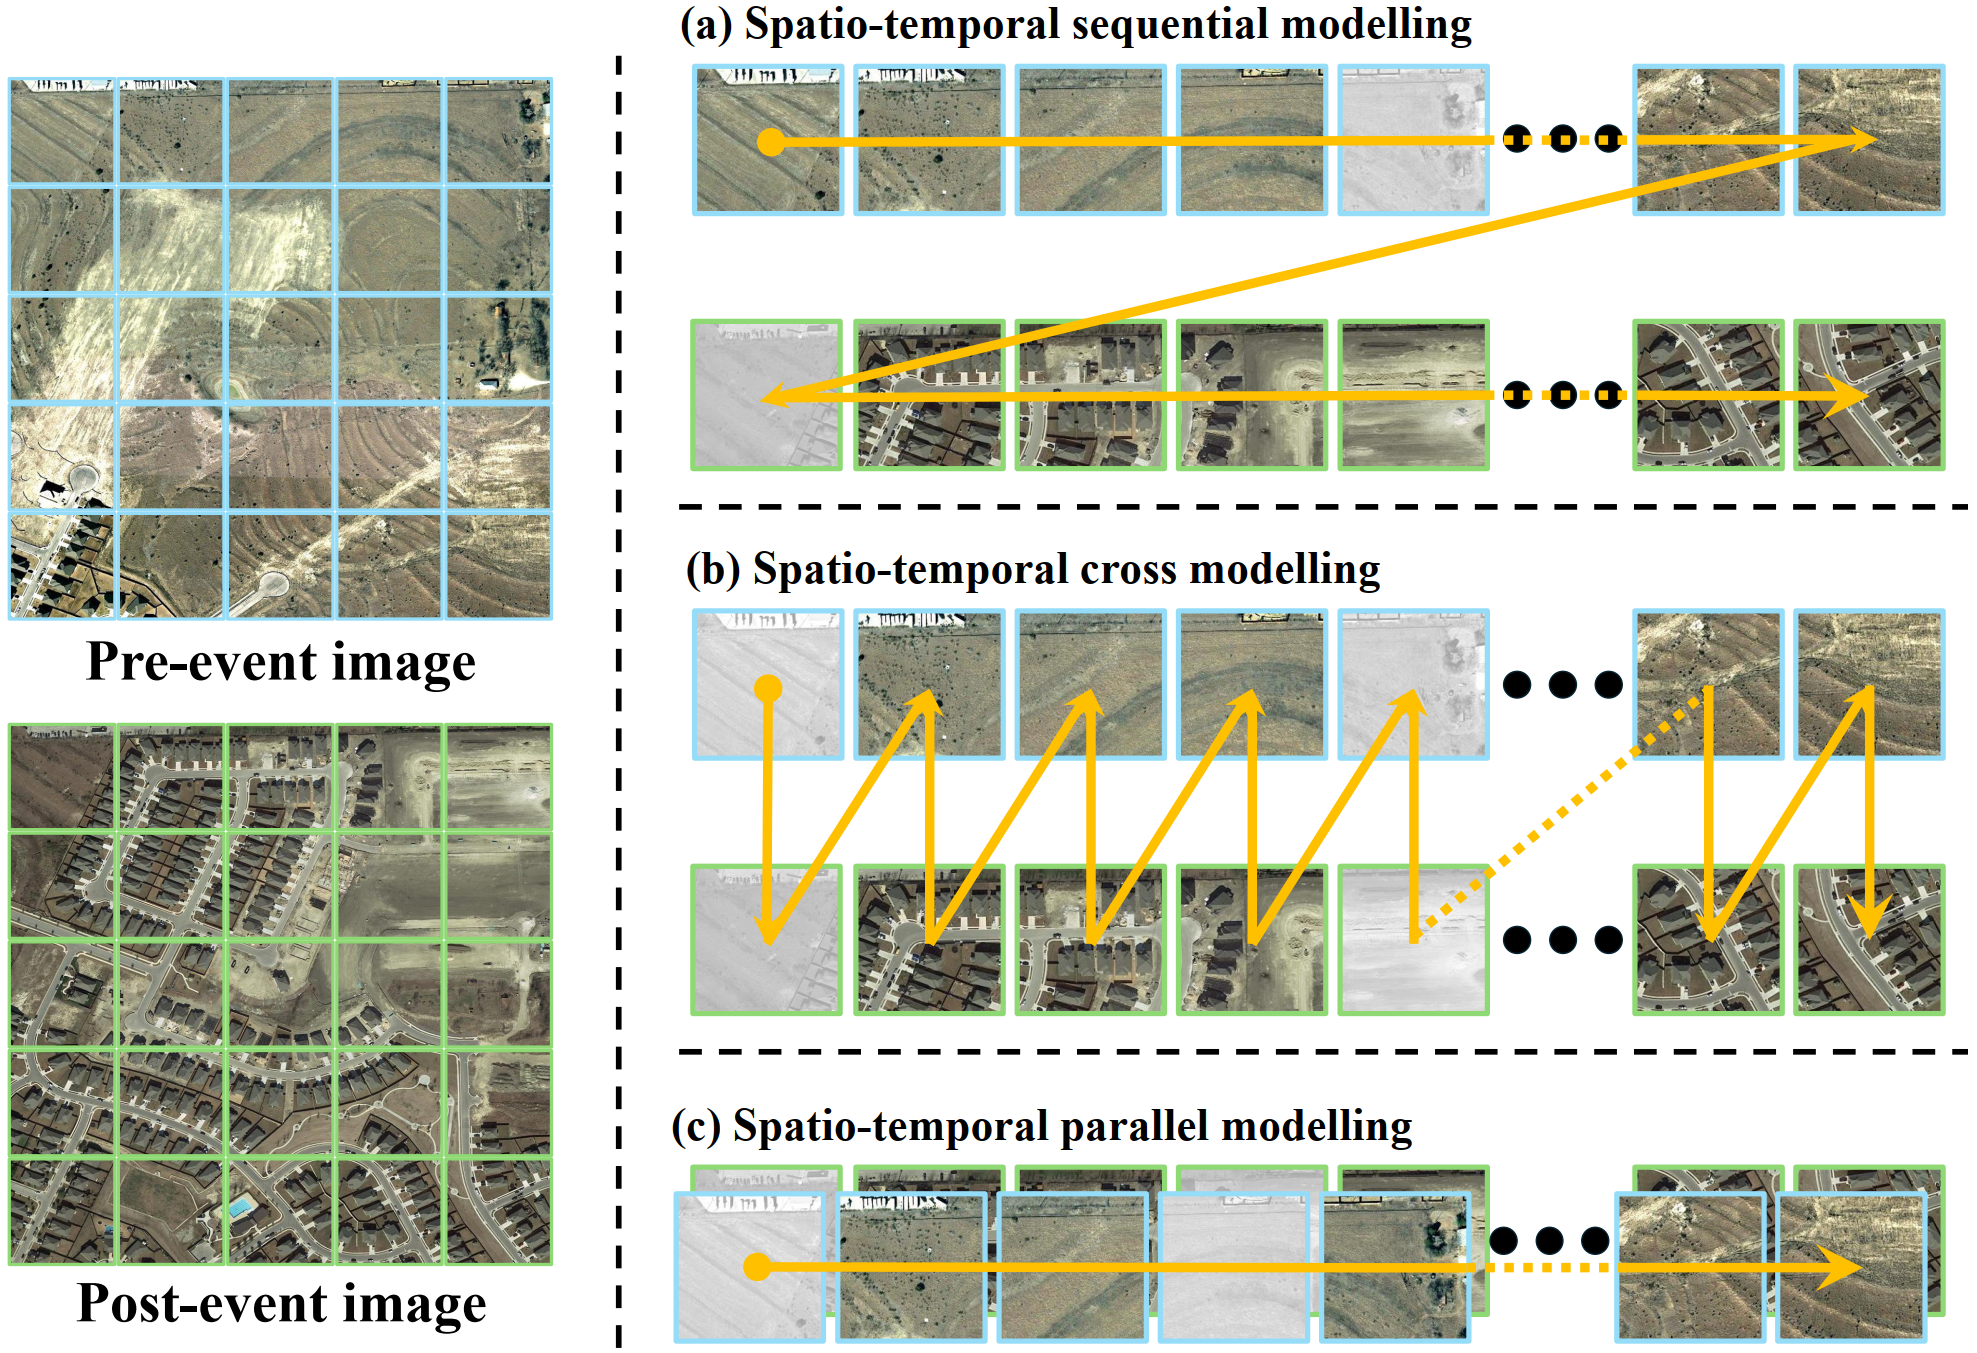 Pre-event image
Post-event image
(a) Spatio-temporal sequential modelling
(b) Spatio-temporal cross modelling
(c) Spatio-temporal parallel modelling